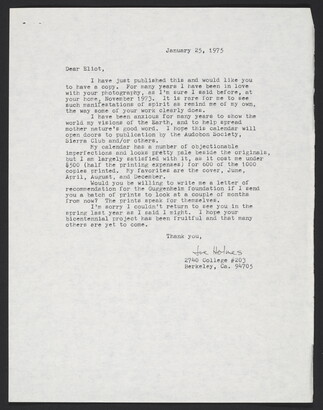 January 25, 1975
Dear Eliot,
I have just published this and would like you
to have a copy. For many years I have been in love
with your photography, as I'm sure I said before, at
your home, November 1973. It is rare for me to see
such manifestations of spirit as remind me of my own,
the way some of your work clearly does.
I have been anxious for many years to show the
world my visions of the Earth, and to help spread
mother nature's good word. I hope this calendar will
open doors to publication by the Audubon Society,
Sierra Club and/or others.
My calendar has a number of objectionable
imperfections and looks pretty pale beside the originals,
but I am largely satisfied with it, as it cost me under
$500 (half the printing expenses) for 600 of the 1000
copies printed. My favorites are the cover, June,
April, August, and December.
Would you be willing to write me a letter of
recommendation for the Guggenheim foundation if I send
you a batch of prints to look at a couple of months
from now? The prints speak for themselves.
I'm sorry I couldn't return to see you in the
spring last year as I said I might. I hope your
bicentennial project has been fruitful and that many
others are yet to come.
Thank you,
Joe Holmes
2740 College #203
Berkeley, Ca. 94705